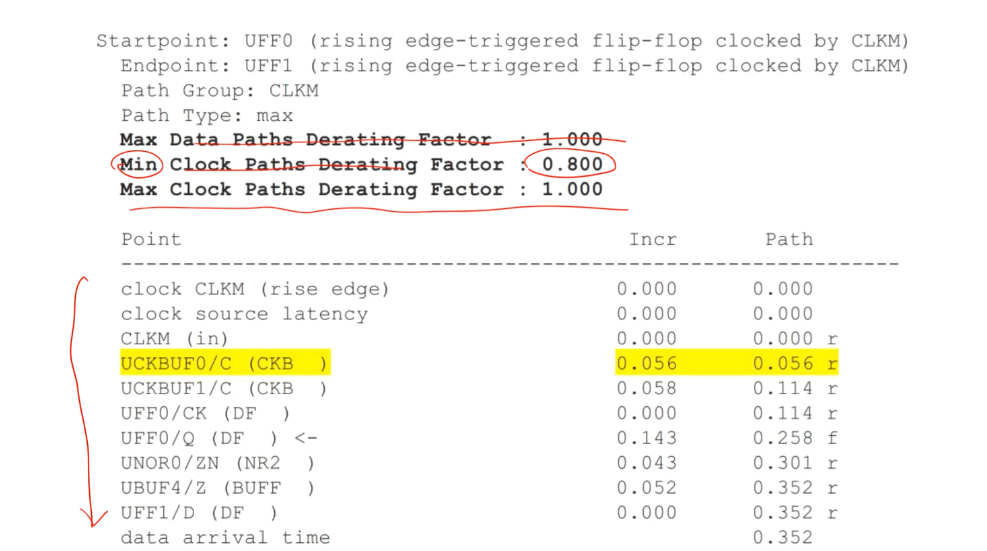 Startpoint: UFF0 (rising edge-triggered flip-flop clocked by CLKM)
Endpoint: UFF1 (rising edge-triggered flip-flop clocked by CLKM)
Path Group: CLKM
Path Type: max
Max Data Paths Derating Factor : 1.000
Min Clock Paths Derating Factor : 0.800
Max Clock Paths Derating Factor : 1.000
Point Incr Path
---------------------------------------------------------------
clock CLKM (rise edge) 0.000 0.000
clock source latency 0.000 0.000
CLKM (in) 0.000 0.000 r
UCKBUF0/C (CKB ) 0.056 0.056 r
UCKBUF1/C (CKB ) 0.058 0.114 r
UFF0/CK (DF ) 0.000 0.114 r
UFF0/Q (DF ) <- 0.143 0.258 f
UNOR0/ZN (NR2 ) 0.043 0.301 r
UBUF4/Z (BUFF ) 0.052 0.352 r
UFF1/D (DF ) 0.000 0.352 r
data arrival time 0.352